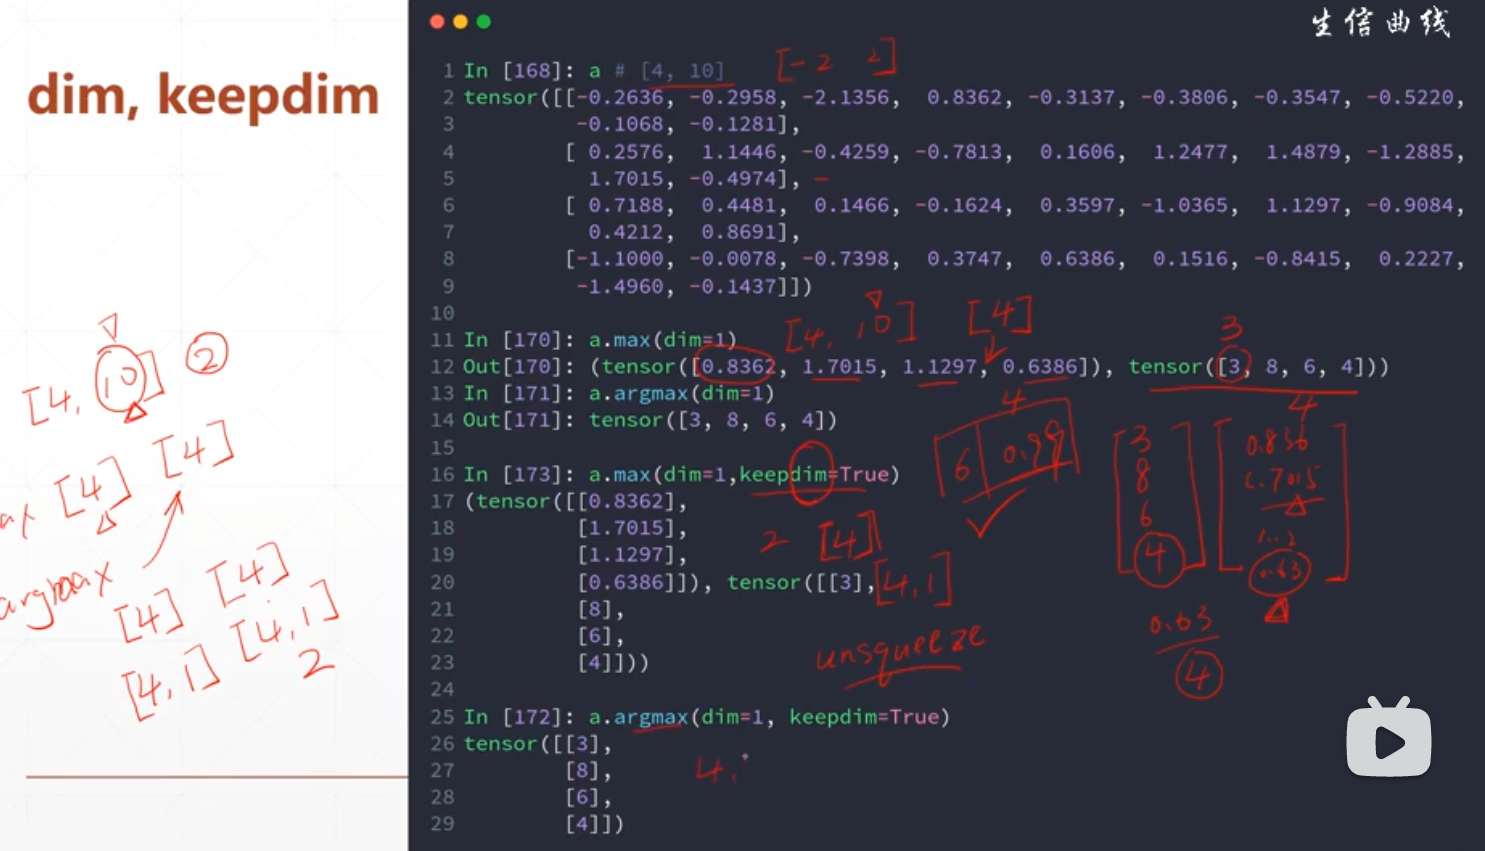 生信曲线
dim, keepdim
1 In [168]: a # [4, 10]
[-2 2]
2 tensor([[-0.2636, -0.2958, -2.1356, 0.8362, -0.3137, -0.3806, -0.3547, -0.5220,
3 -0.1068, -0.1281],
4 [ 0.2576, 1.1446, -0.4259, -0.7813, 0.1606, 1.2477, 1.4879, -1.2885,
5 1.7015, -0.4974],
6 [ 0.7188, 0.4481, 0.1466, -0.1624, 0.3597, -1.0365, 1.1297, -0.9084,
7 0.4212, 0.8691],
8 [-1.1000, -0.0078, -0.7398, 0.3747, 0.6386, 0.1516, -0.8415, 0.2227,
9 -1.4960, -0.1437]])
10
[4, 10] [4] 3
11 In [170]: a.max(dim=1)
12 Out[170]: (tensor([0.8362, 1.7015, 1.1297, 0.6386]), tensor([3, 8, 6, 4]))
13 In [171]: a.argmax(dim=1)
14 Out[171]: tensor([3, 8, 6, 4])
15
16 In [173]: a.max(dim=1,keepdim=True)
17 (tensor([[0.8362],
18 [1.7015],
19 [1.1297],
20 [0.6386]]), tensor([[3],
21 [8],
22 [6],
23 [4]]))
24
25 In [172]: a.argmax(dim=1, keepdim=True)
26 tensor([[3],
27 [8],
28 [6],
29 [4]])
[4, 10] 2
[4] [4]
argmax
[4] [4]
[4, 1] [4, 1]
2
4 4
6 0.99
3 0.836
8 1.7015
6
4 0.63
2 [4]
[4, 1]
unsqueeze
0.63
4
4,